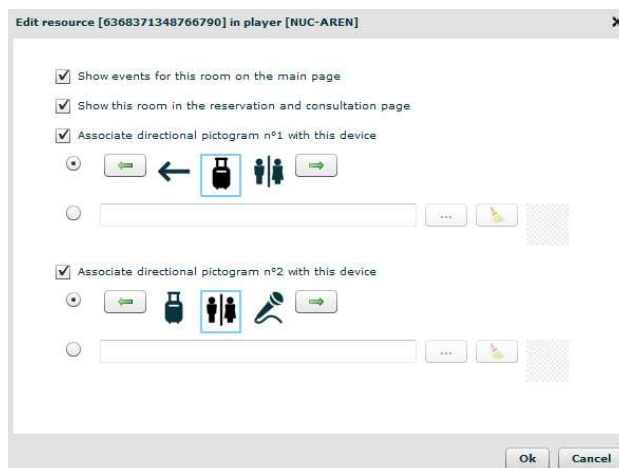 Edit resource [6368371348766790] in player [NUC-AREN]
Show events for this room on the main page
Show this room in the reservation and consultation page
Associate directional pictogram n°1 with this device
...
Associate directional pictogram n°2 with this device
...
Ok Cancel